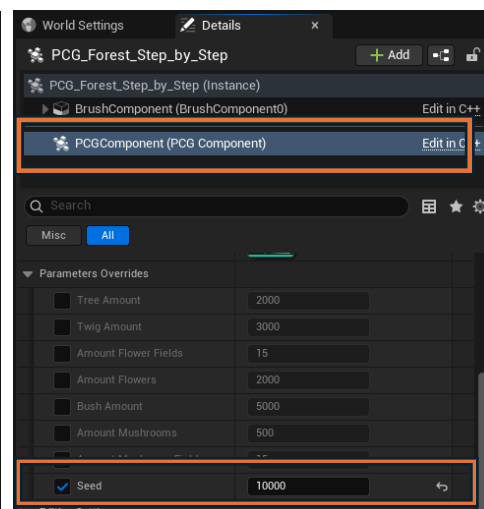 World Settings
Details
PCG_Forest_Step_by_Step
Add
PCG_Forest_Step_by_Step (Instance)
BrushComponent (BrushComponent0) Edit in C++
PCGComponent (PCG Component) Edit in C++
Search
Misc All
Parameters Overrides
Tree Amount 2000
Twig Amount 3000
Amount Flower Fields 15
Amount Flowers 2000
Bush Amount 5000
Amount Mushrooms 500
Seed 10000